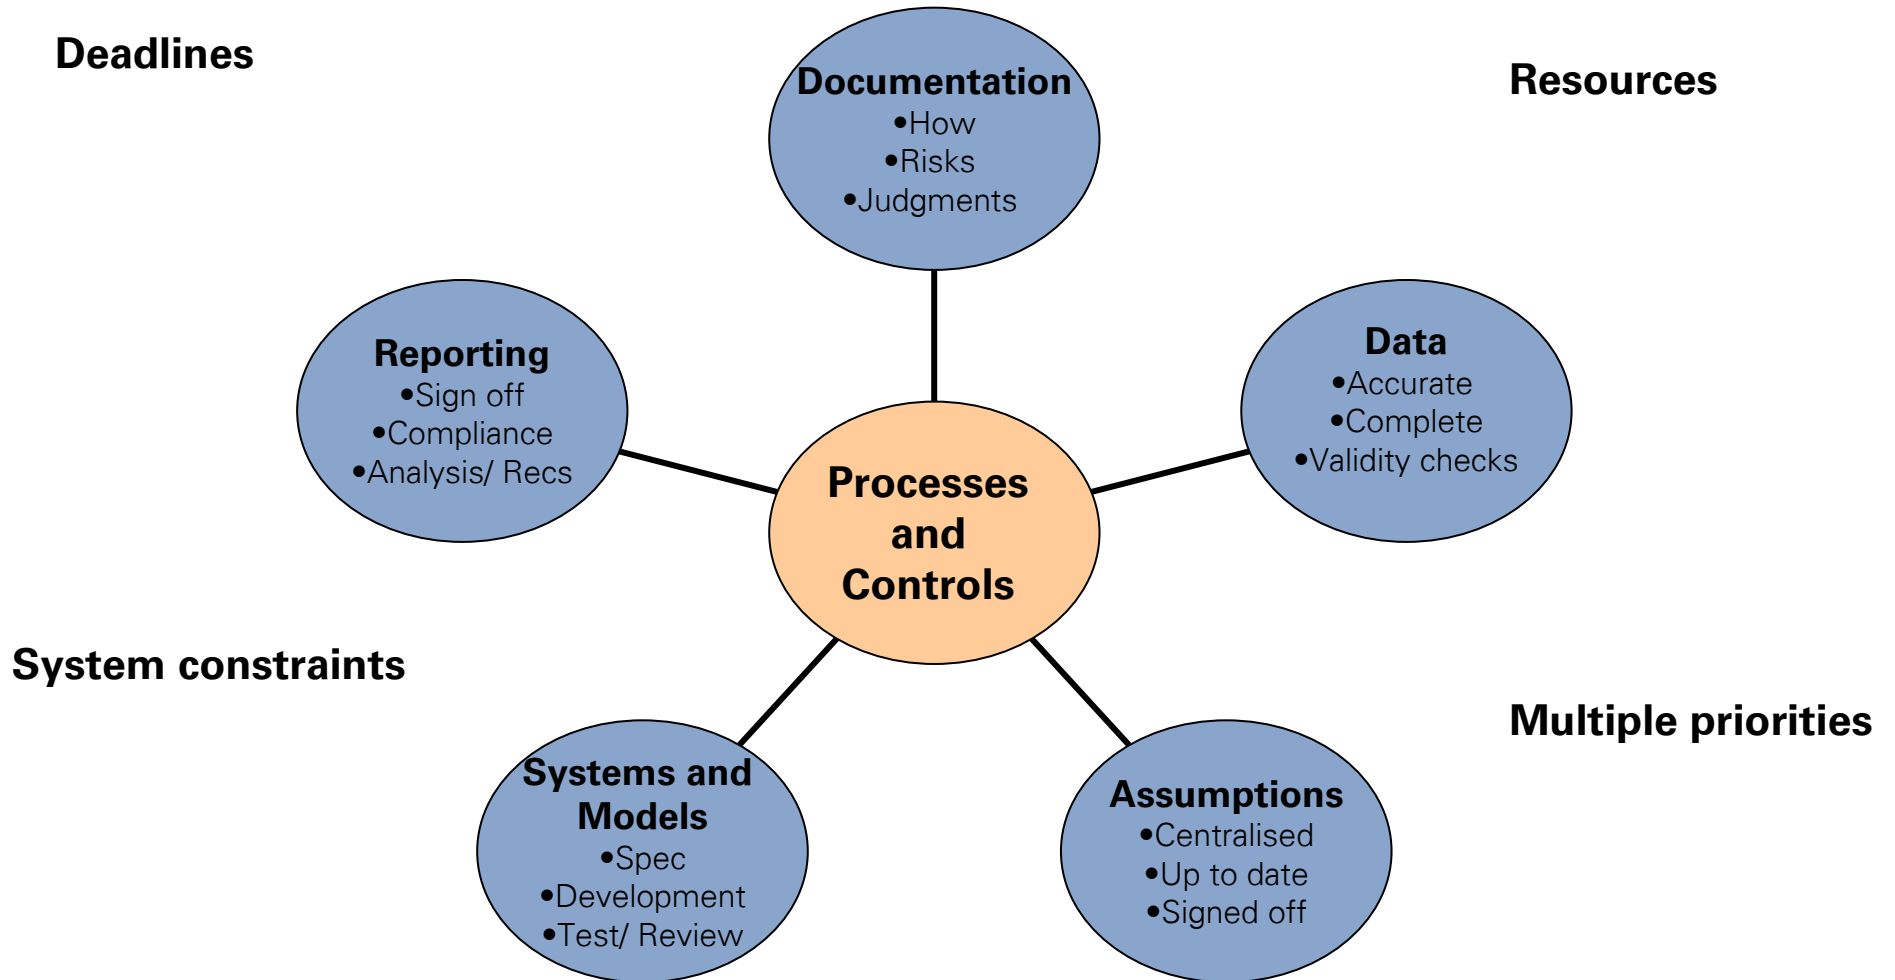 Deadlines
Resources
Documentation
•How
•Risks
•Judgments
Reporting
•Sign off
•Compliance
•Analysis/ Recs
Data
•Accurate
•Complete
•Validity checks
Processes
and
Controls
System constraints
Multiple priorities
Systems and
Models
•Spec
•Development
•Test/ Review
Assumptions
•Centralised
•Up to date
•Signed off